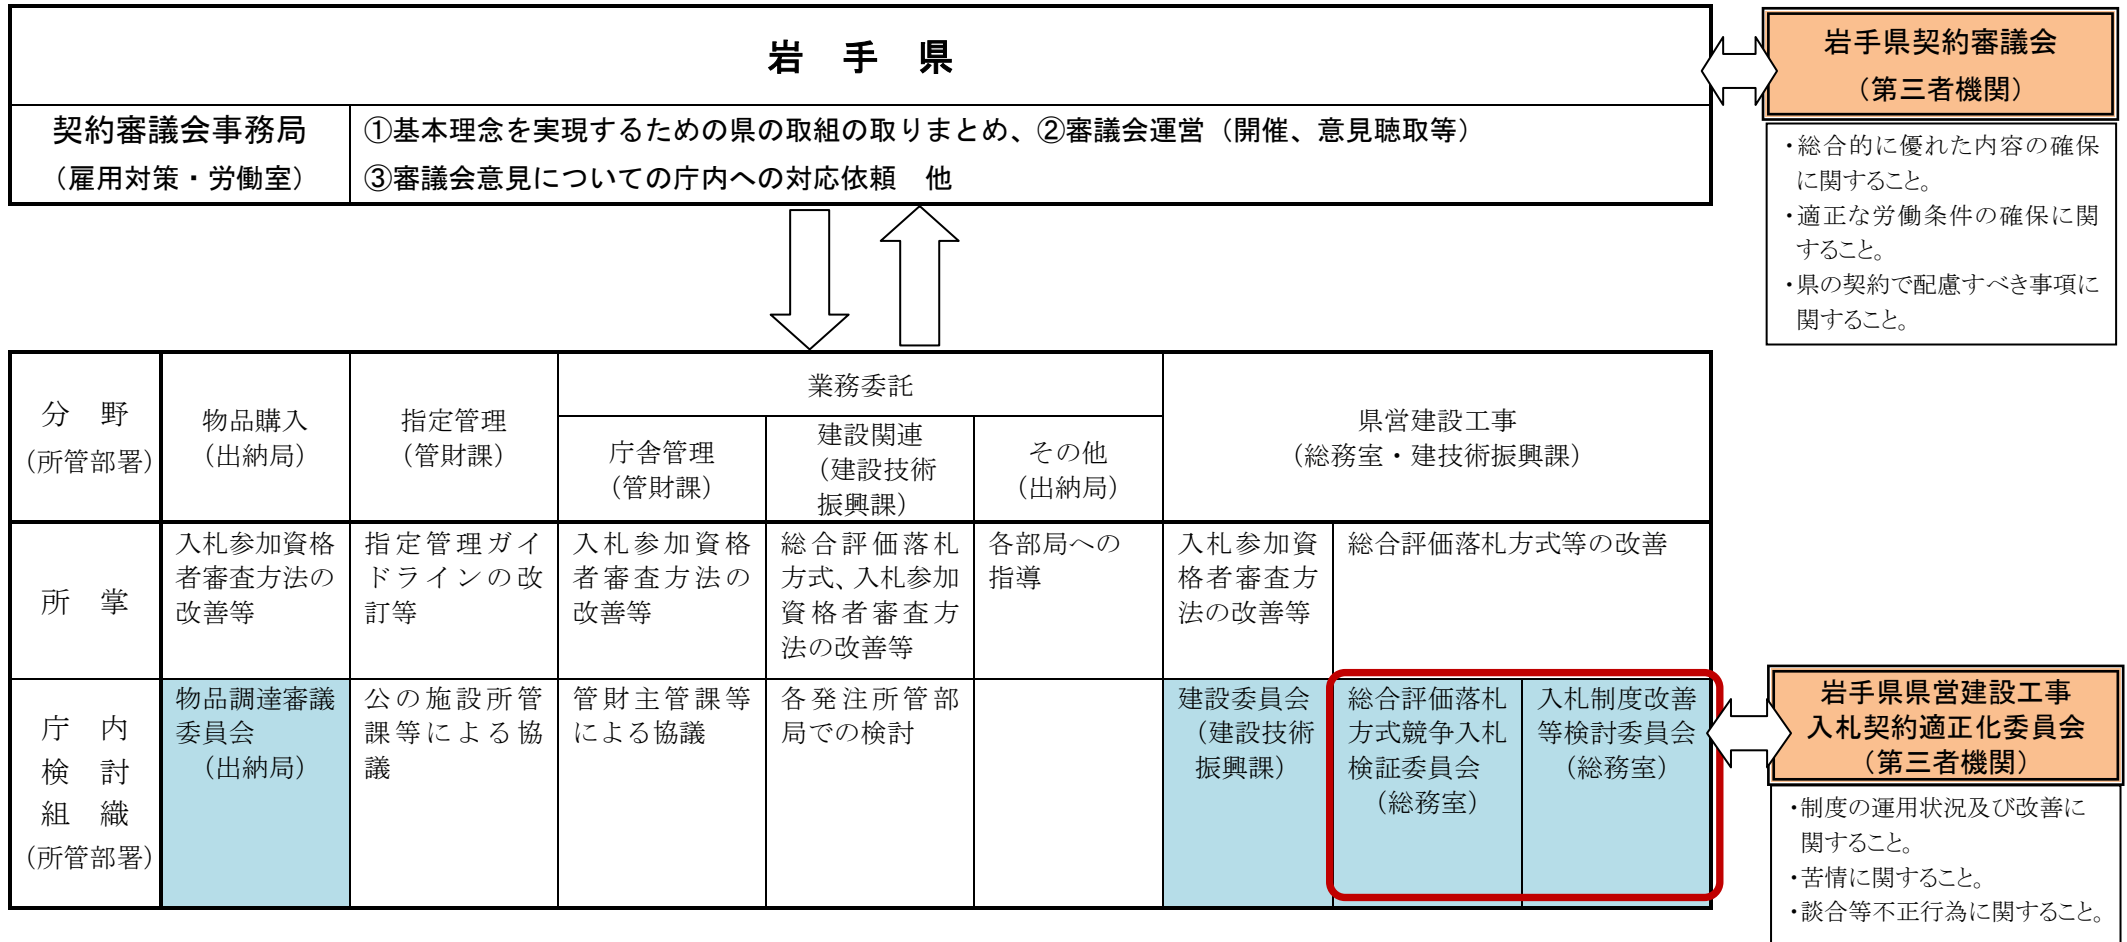 岩 手 県
契約審議会事務局
（雇用対策・労働室）
①基本理念を実現するための県の取組の取りまとめ、②審議会運営（開催、意見聴取等）
③審議会意見についての庁内への対応依頼 他
岩手県契約審議会
（第三者機関）
・総合的に優れた内容の確保
に関すること。
・適正な労働条件の確保に関
すること。
・県の契約で配慮すべき事項に
関すること。
分 野
（所管部署）
物品購入
（出納局）
指定管理
（管財課）
業務委託
庁舎管理
（管財課）
建設関連
（建設技術
振興課）
その他
（出納局）
県営建設工事
（総務室・建技術振興課）
所 掌
入札参加資格
者審査方法の
改善等
指定管理ガイ
ドラインの改
訂等
入札参加資格
者審査方法の
改善等
総合評価落札
方式、入札参加
資格者審査方
法の改善等
各部局への
指導
入札参加資
格者審査方
法の改善等
総合評価落札方式等の改善
庁 内
検 討
組 織
（所管部署）
物品調達審議
委員会
（出納局）
公の施設所管
課等による協
議
管財主管課等
による協議
各発注所管部
局での検討
建設委員会
（建設技術
振興課）
総合評価落札
方式競争入札
検証委員会
（総務室）
入札制度改善
等検討委員会
（総務室）
岩手県県営建設工事
入札契約適正化委員会
（第三者機関）
・制度の運用状況及び改善に
関すること。
・苦情に関すること。
・談合等不正行為に関すること。